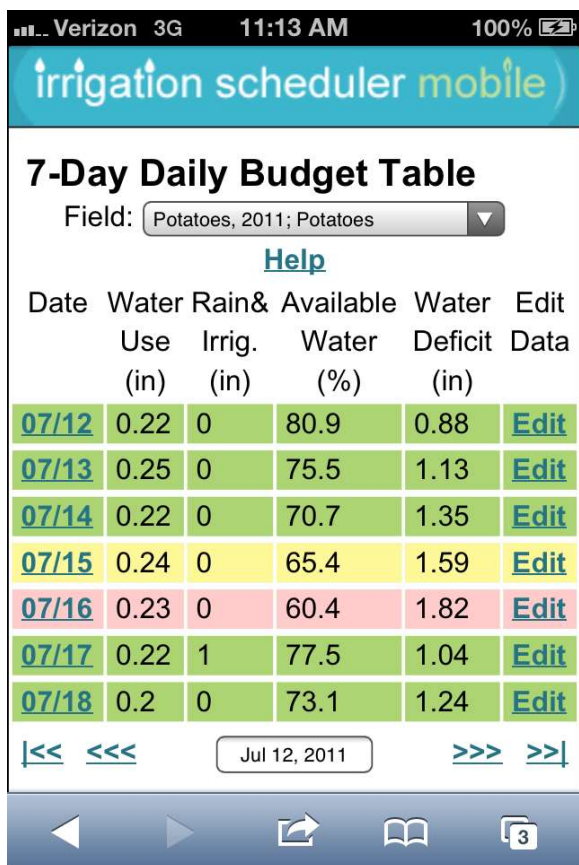 Verizon 3G 11:13 AM 100%
irrigation scheduler mobile
7-Day Daily Budget Table
Field: Potatoes, 2011; Potatoes
Help
Date Water Rain& Available Water Edit
Use Irrig. Water Deficit Data
(in) (in) (%) (in)
07/12 0.22 0 80.9 0.88 Edit
07/13 0.25 0 75.5 1.13 Edit
07/14 0.22 0 70.7 1.35 Edit
07/15 0.24 0 65.4 1.59 Edit
07/16 0.23 0 60.4 1.82 Edit
07/17 0.22 1 77.5 1.04 Edit
07/18 0.2 0 73.1 1.24 Edit
|<< <<< Jul 12, 2011 >>> >>|
3